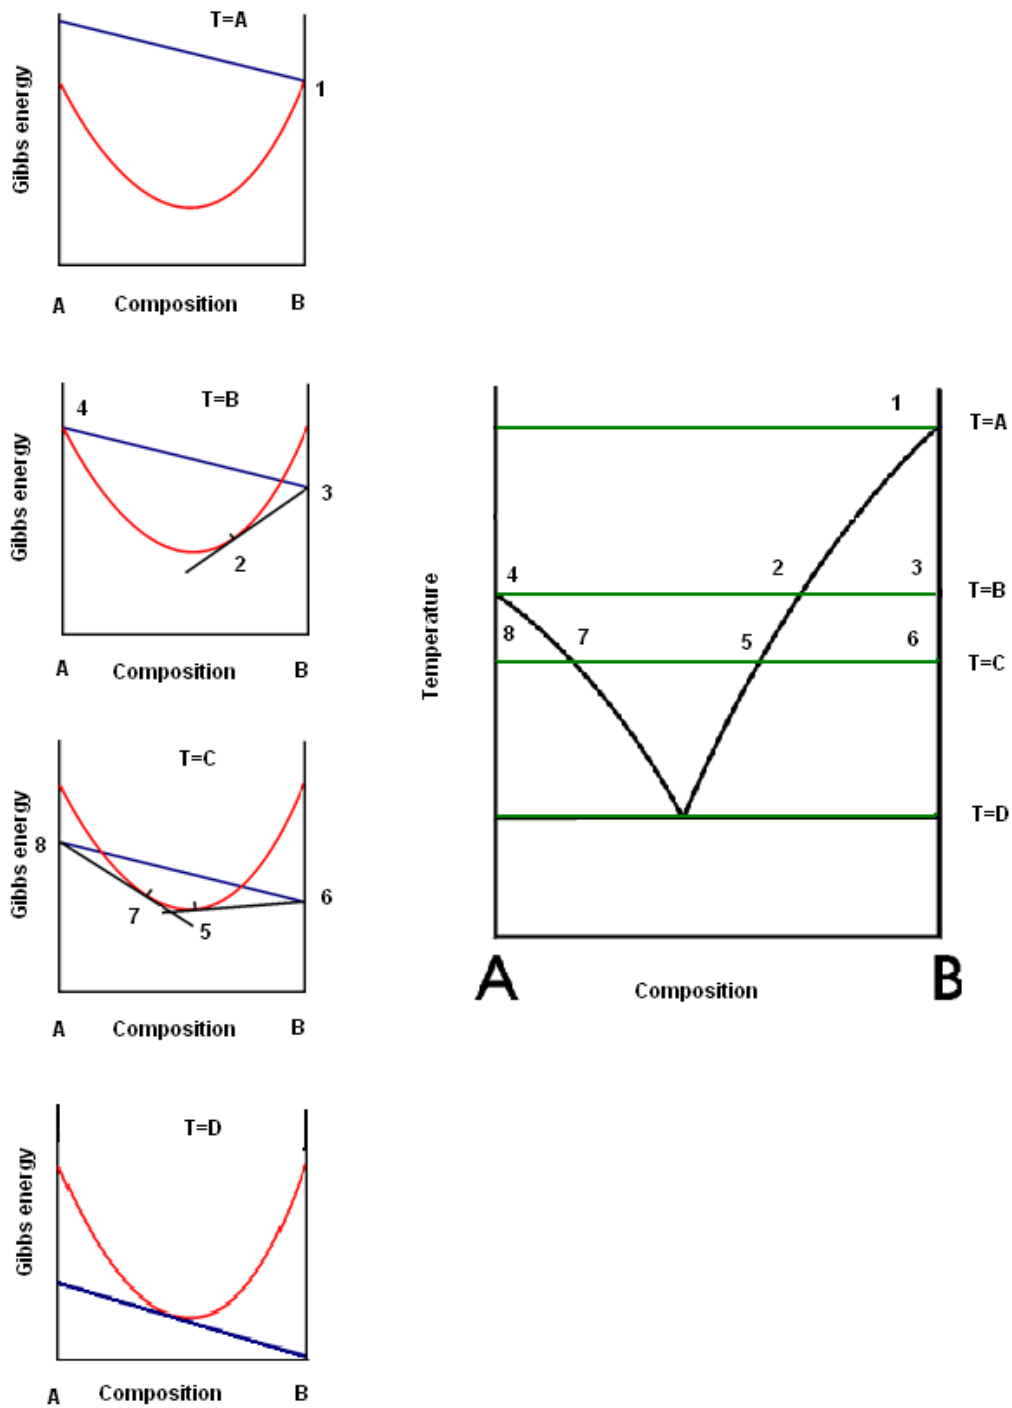 T=A
Gibbs energy
1
A Composition B
T=B
4
Gibbs energy
3
2
A Composition B
T=C
Gibbs energy
8
6
7
5
A Composition B
T=D
Gibbs energy
A Composition B
1
T=A
4
2
3
T=B
8
7
5
6
T=C
Temperature
T=D
A B
Composition